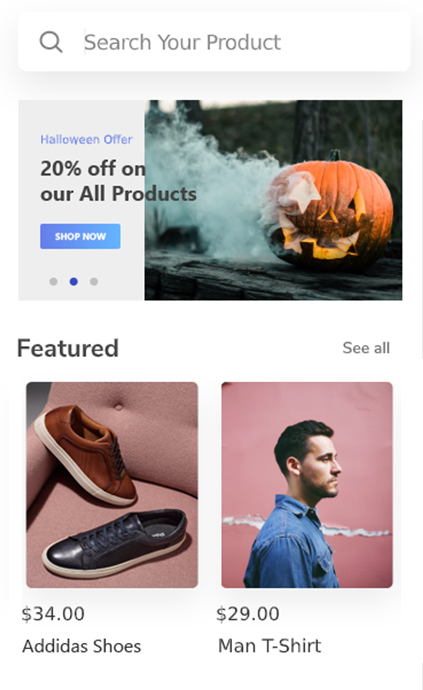 Search Your Product
Halloween Offer
20% off on
our All Products
SHOP NOW
Featured
See all
$34.00
$29.00
Addidas Shoes
Man T-Shirt